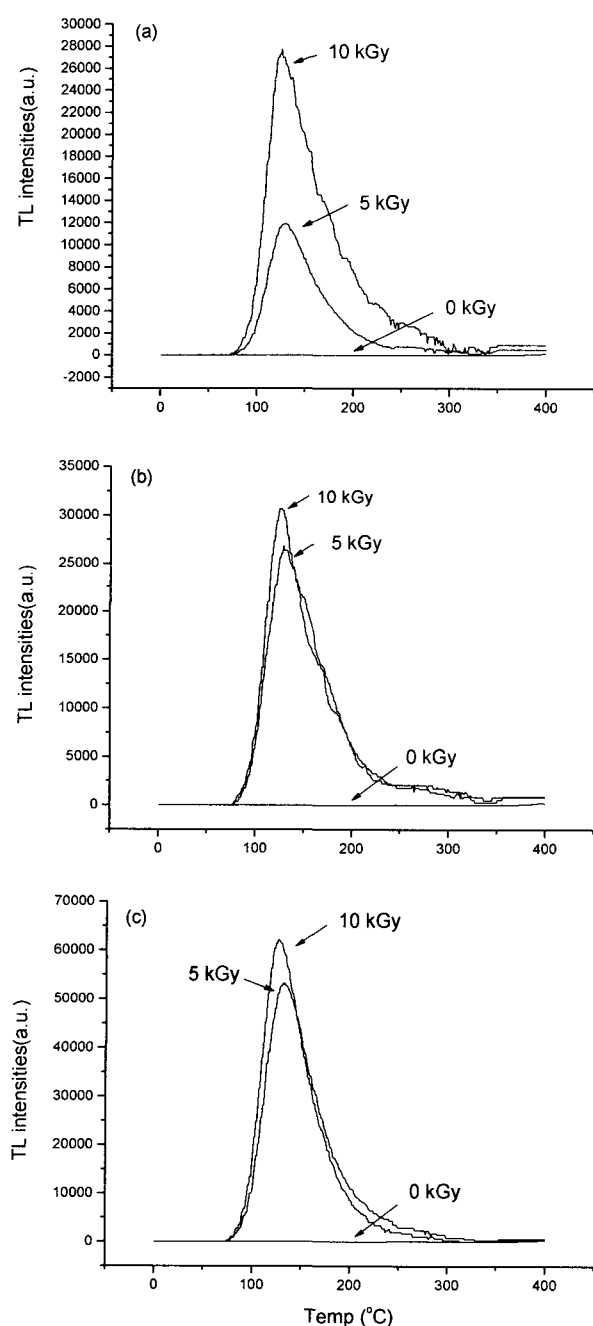 (a)
TL intensities(a.u.)
30000
28000
26000
24000
22000
20000
18000
16000
14000
12000
10000
8000
6000
4000
2000
0
-2000
10 kGy
5 kGy
0 kGy
0 100 200 300 400
(b)
TL intensities(a.u.)
35000
30000
25000
20000
15000
10000
5000
0
10 kGy
5 kGy
0 kGy
0 100 200 300 400
(c)
TL intensities(a.u.)
70000
60000
50000
40000
30000
20000
10000
0
10 kGy
5 kGy
0 kGy
0 100 200 300 400
Temp (°C)